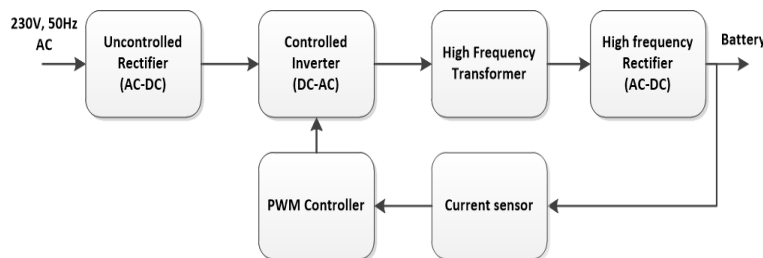 230V, 50Hz
AC
Uncontrolled
Rectifier
(AC-DC)
Controlled
Inverter
(DC-AC)
High Frequency
Transformer
High frequency
Rectifier
(AC-DC)
Battery
PWM Controller
Current sensor